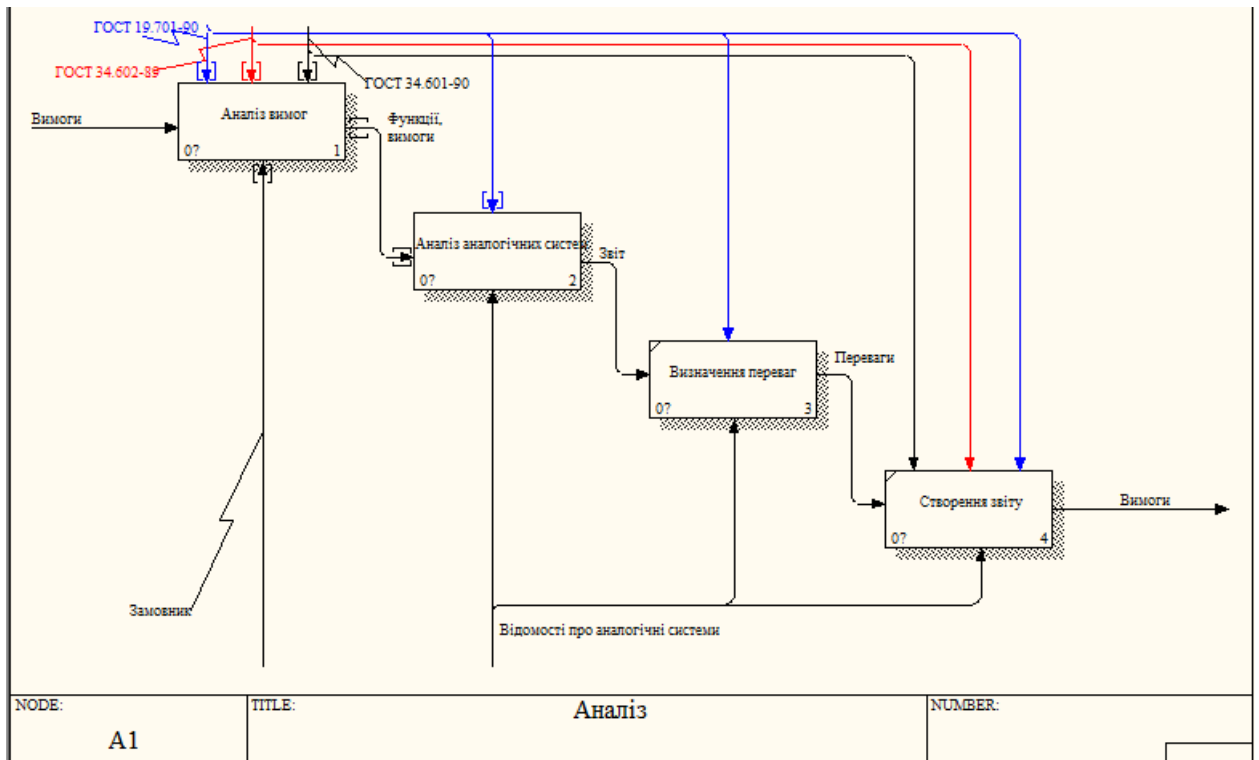 ГОСТ 19.701-90
ГОСТ 34.602-89
ГОСТ 34.601-90
Вимоги
Аналіз вимог
0?
1
Функції,
вимоги
Аналіз аналогічних систем
0?
2
Звіт
Визначення переваг
0?
3
Переваги
Створення звіту
0?
4
Вимоги
Замовник
Відомості про аналогічні системи
NODE:
A1
TITLE:
Аналіз
NUMBER: